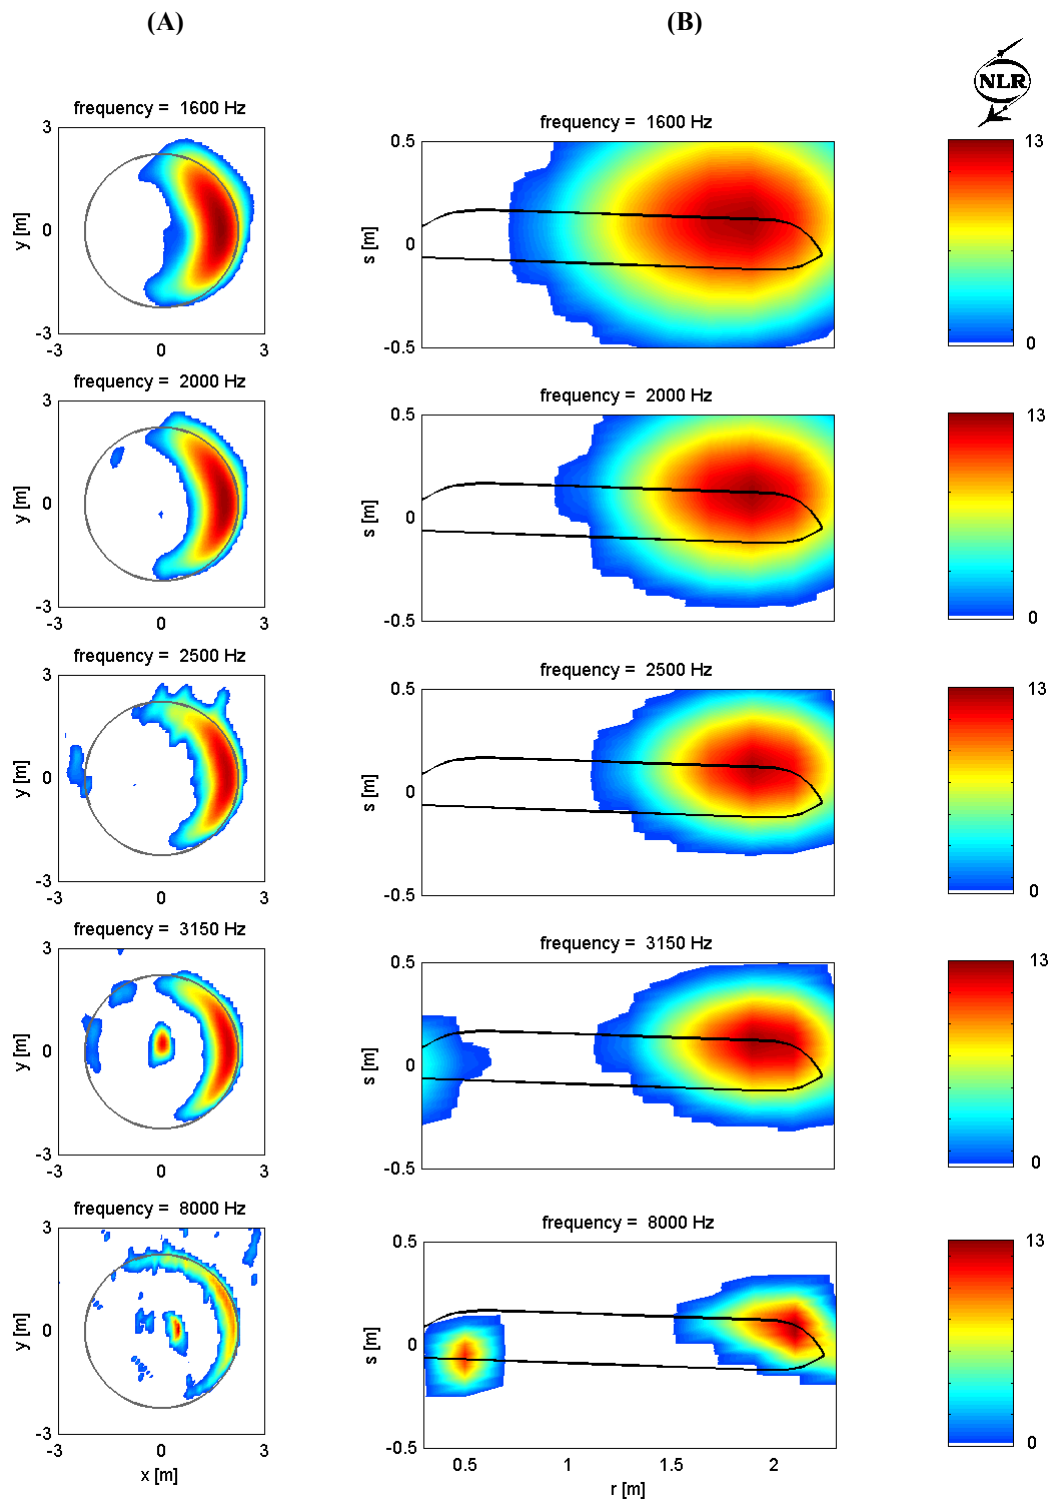 (A) (B)
NLR
frequency = 1600 Hz frequency = 1600 Hz
3 0.5 13
y [m] 0 s [m] 0
-3 -0.5 0
-3 0 3
frequency = 2000 Hz frequency = 2000 Hz
3 0.5 13
y [m] 0 s [m] 0
-3 -0.5 0
-3 0 3
frequency = 2500 Hz frequency = 2500 Hz
3 0.5 13
y [m] 0 s [m] 0
-3 -0.5 0
-3 0 3
frequency = 3150 Hz frequency = 3150 Hz
3 0.5 13
y [m] 0 s [m] 0
-3 -0.5 0
-3 0 3
frequency = 8000 Hz frequency = 8000 Hz
3 0.5 13
y [m] 0 s [m] 0
-3 -0.5 0
-3 0 3 0.5 1 1.5 2
x [m] r [m]